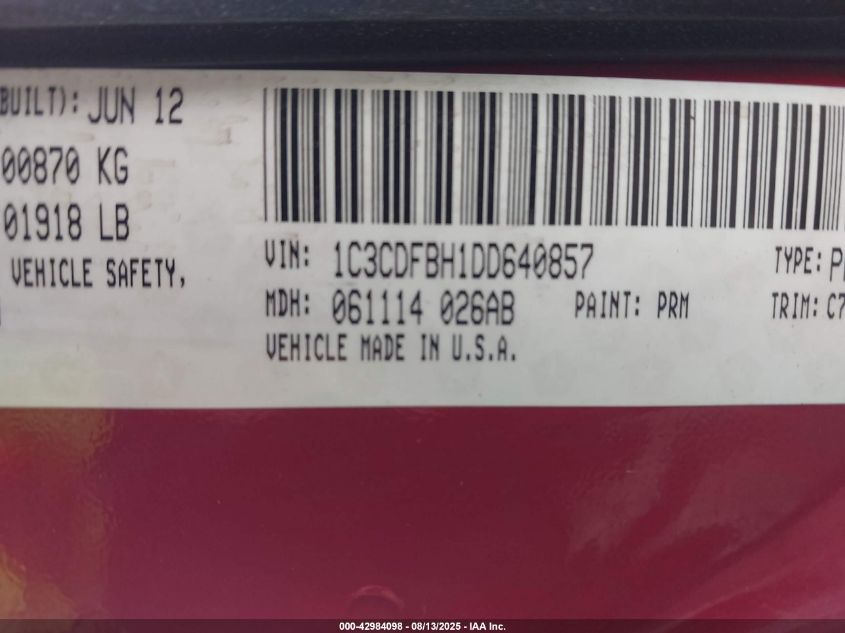 BUILT): JUN 12
00870 KG
01918 LB
VEHICLE SAFETY,
VIN: 1C3CDFBH1DD640857
TYPE:
MDH: 061114 026AB
PAINT: PRM
TRIM: C7
VEHICLE MADE IN U.S.A.
000-42984098 - 08/13/2025 - IAA Inc.